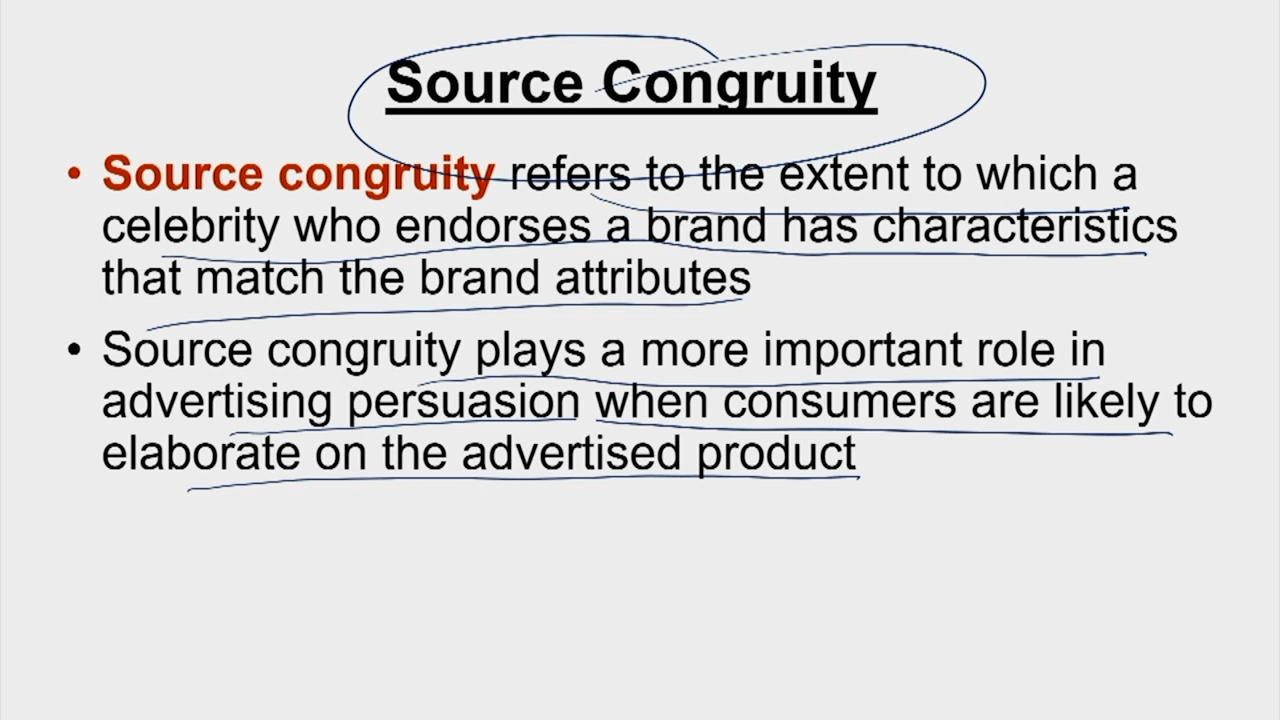 Source Congruity
• Source congruity refers to the extent to which a
celebrity who endorses a brand has characteristics
that match the brand attributes
• Source congruity plays a more important role in
advertising persuasion when consumers are likely to
elaborate on the advertised product